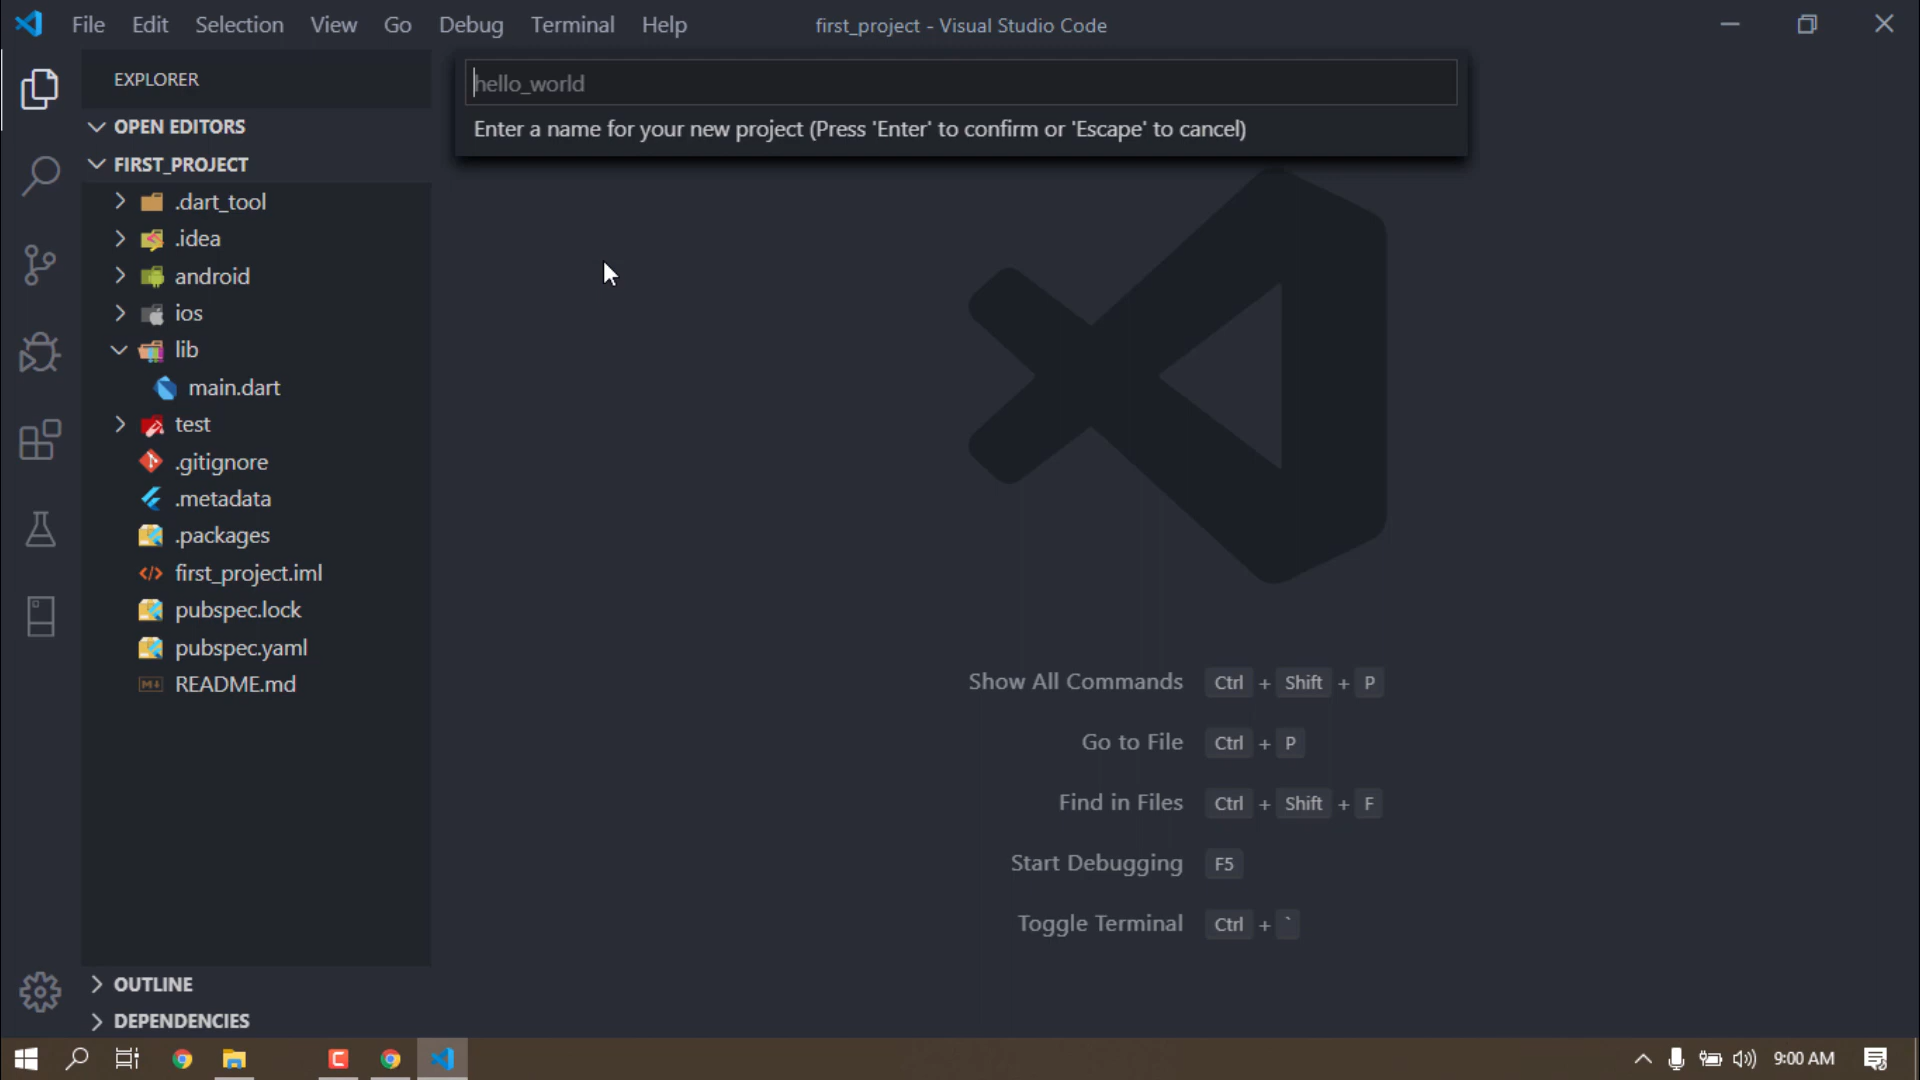 File Edit Selection View Go Debug Terminal Help
first_project - Visual Studio Code
EXPLORER
OPEN EDITORS
FIRST_PROJECT
.dart_tool
.idea
android
ios
lib
main.dart
test
.gitignore
.metadata
.packages
first_project.iml
pubspec.lock
pubspec.yaml
README.md
OUTLINE
DEPENDENCIES
hello_world
Enter a name for your new project (Press 'Enter' to confirm or 'Escape' to cancel)
Show All Commands Ctrl + Shift + P
Go to File Ctrl + P
Find in Files Ctrl + Shift + F
Start Debugging F5
Toggle Terminal Ctrl + `
9:00 AM